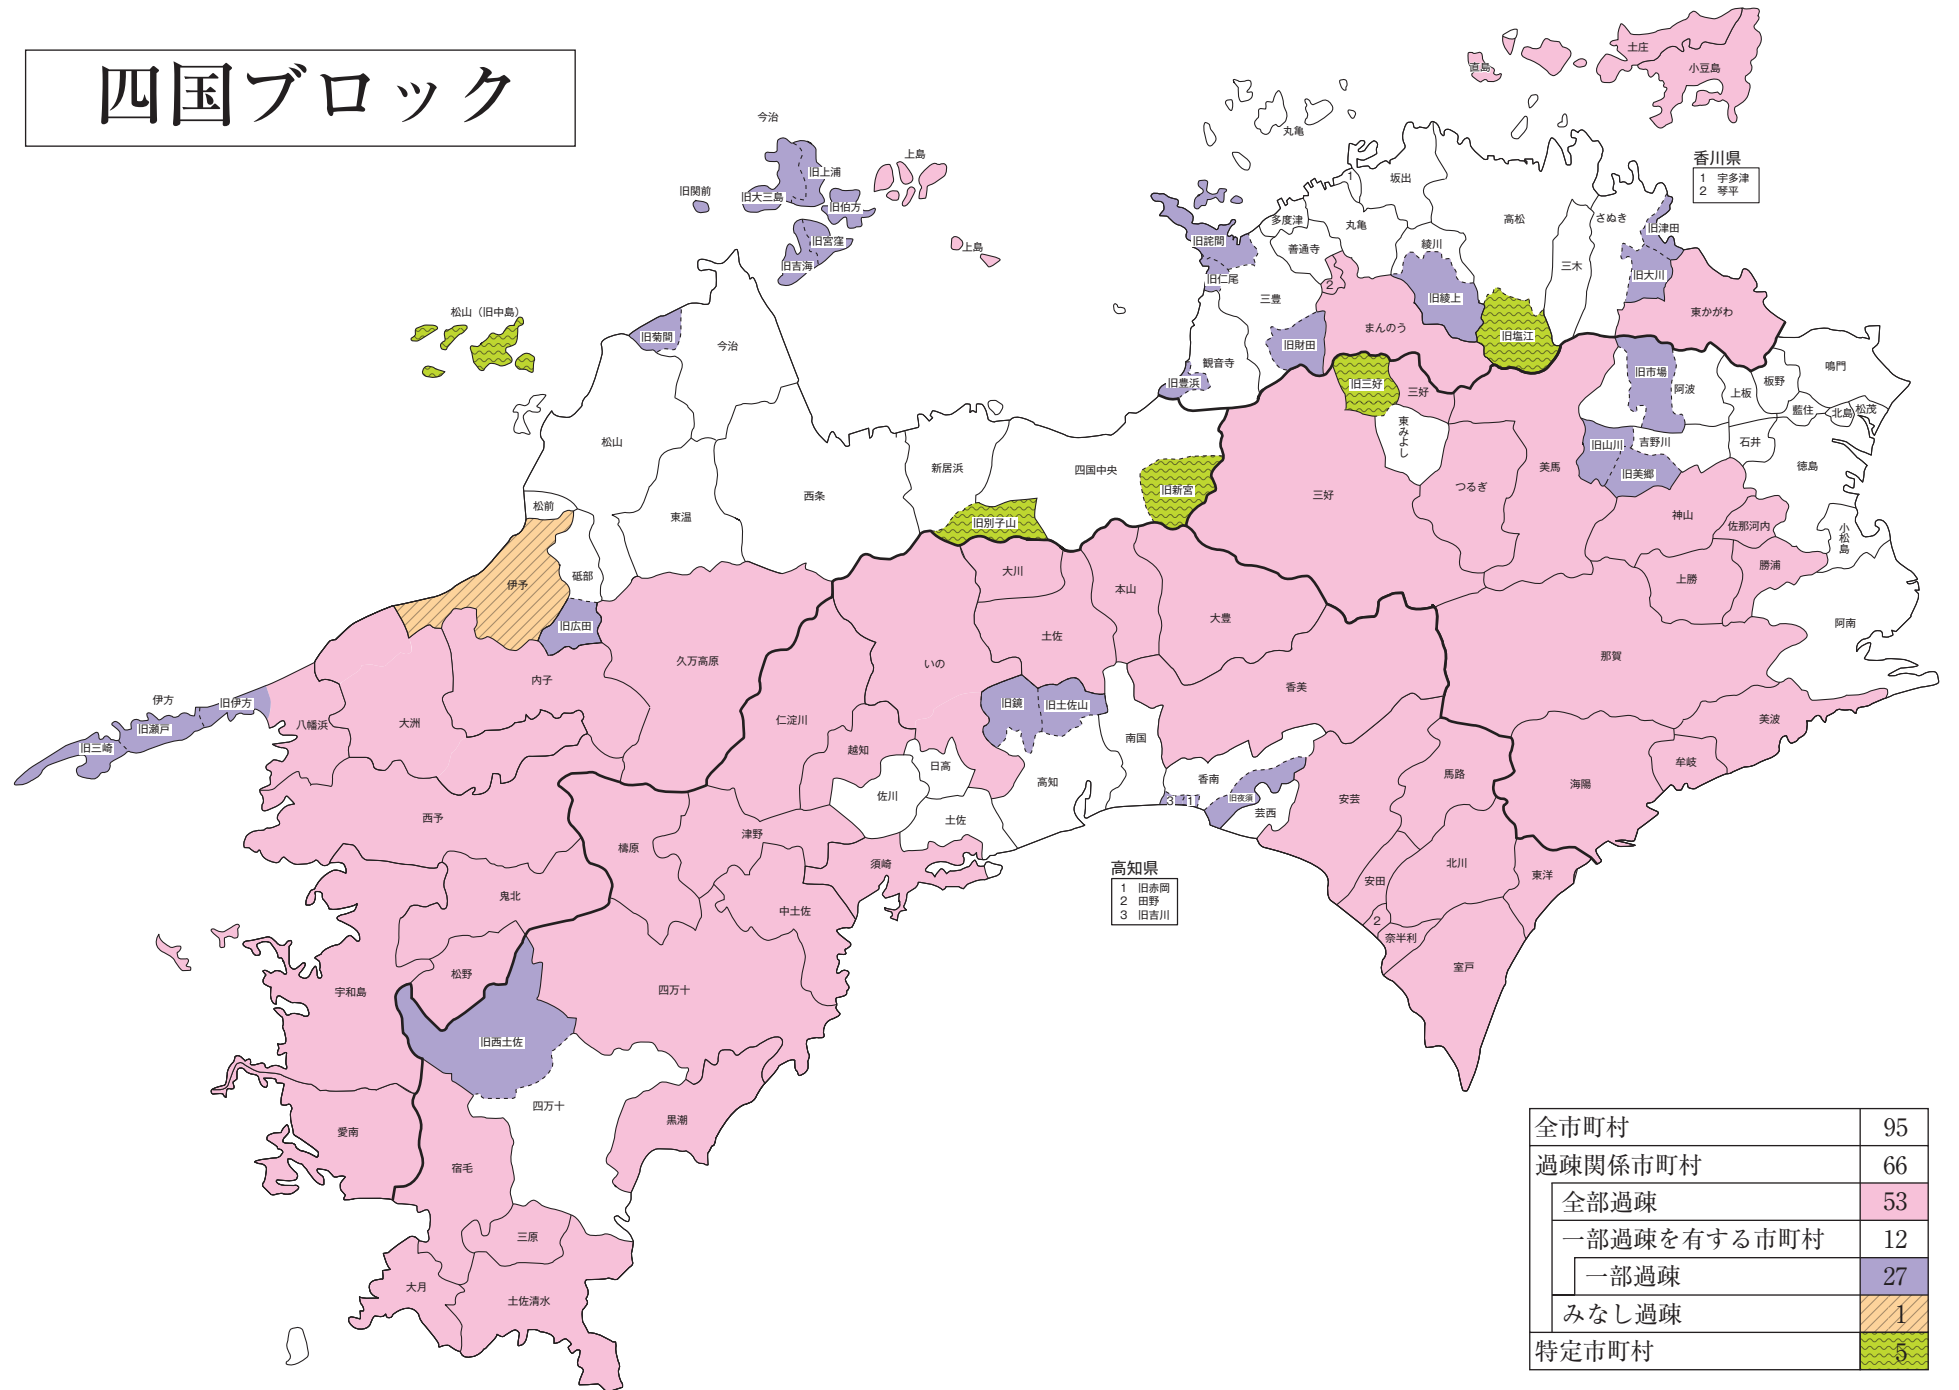 四国ブロック
土庄
小豆島
直島
今治
丸亀
香川県
1 宇多津
2 琴平
上島
旧上浦
旧大三島
旧関前
旧伯方
旧宮窪
旧吉海
上島
坂出
1
高松
さぬき
多度津
丸亀
旧津田
旧詫間
善通寺
綾川
三木
旧大川
旧仁尾
2
三豊
旧綾上
東かがわ
松山（旧中島）
まんのう
旧塩江
旧菊間
今治
旧財田
観音寺
旧豊浜
旧三好
三好
旧市場
阿波
上板
板野
鳴門
藍住
北島
松茂
東みよし
松山
新居浜
四国中央
旧山川
吉野川
石井
徳島
旧美郷
美馬
つるぎ
三好
旧新宮
西条
松前
東温
旧別子山
神山
佐那河内
小松島
伊予
砥部
大川
本山
上勝
勝浦
旧広田
大豊
土佐
阿南
久万高原
いの
那賀
内子
香美
伊方
旧伊方
旧瀬戸
旧三崎
八幡浜
大洲
仁淀川
旧鏡
旧土佐山
美波
越知
南国
日高
高知
佐川
土佐
香南
3
1
旧夜須
芸西
安芸
馬路
海陽
牟岐
西予
檮原
津野
須崎
北川
東洋
安田
高知県
1 旧赤岡
2 田野
3 旧吉川
鬼北
中土佐
2
奈半利
室戸
松野
宇和島
四万十
旧西土佐
四万十
黒潮
愛南
宿毛
三原
大月
土佐清水
全市町村 95
過疎関係市町村 66
全部過疎 53
一部過疎を有する市町村 12
一部過疎 27
みなし過疎 1
特定市町村 5